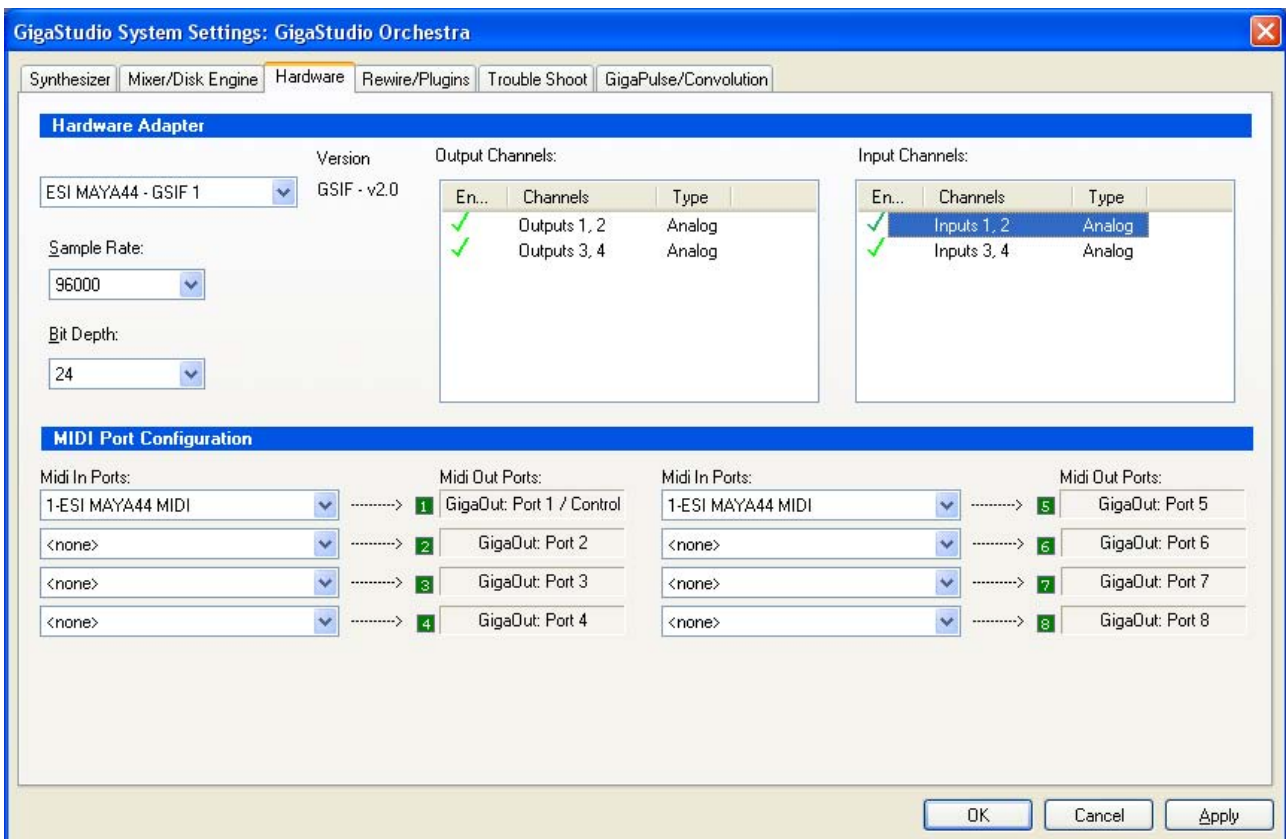 GigaStudio System Settings: GigaStudio Orchestra
Synthesizer Mixer/Disk Engine Hardware Rewire/Plugins Trouble Shoot GigaPulse/Convolution
Hardware Adapter
Version Output Channels: Input Channels:
ESI MAYA44 - GSIF 1 GSIF - v2.0
En... Channels Type En... Channels Type
Outputs 1, 2 Analog Inputs 1, 2 Analog
Sample Rate: Outputs 3, 4 Analog Inputs 3, 4 Analog
96000
Bit Depth:
24
MIDI Port Configuration
Midi In Ports: Midi Out Ports: Midi In Ports: Midi Out Ports:
1-ESI MAYA44 MIDI ---------> 1 GigaOut: Port 1 / Control 1-ESI MAYA44 MIDI ---------> 5 GigaOut: Port 5
<none> ---------> 2 GigaOut: Port 2 <none> ---------> 6 GigaOut: Port 6
<none> ---------> 3 GigaOut: Port 3 <none> ---------> 7 GigaOut: Port 7
<none> ---------> 4 GigaOut: Port 4 <none> ---------> 8 GigaOut: Port 8
OK Cancel Apply